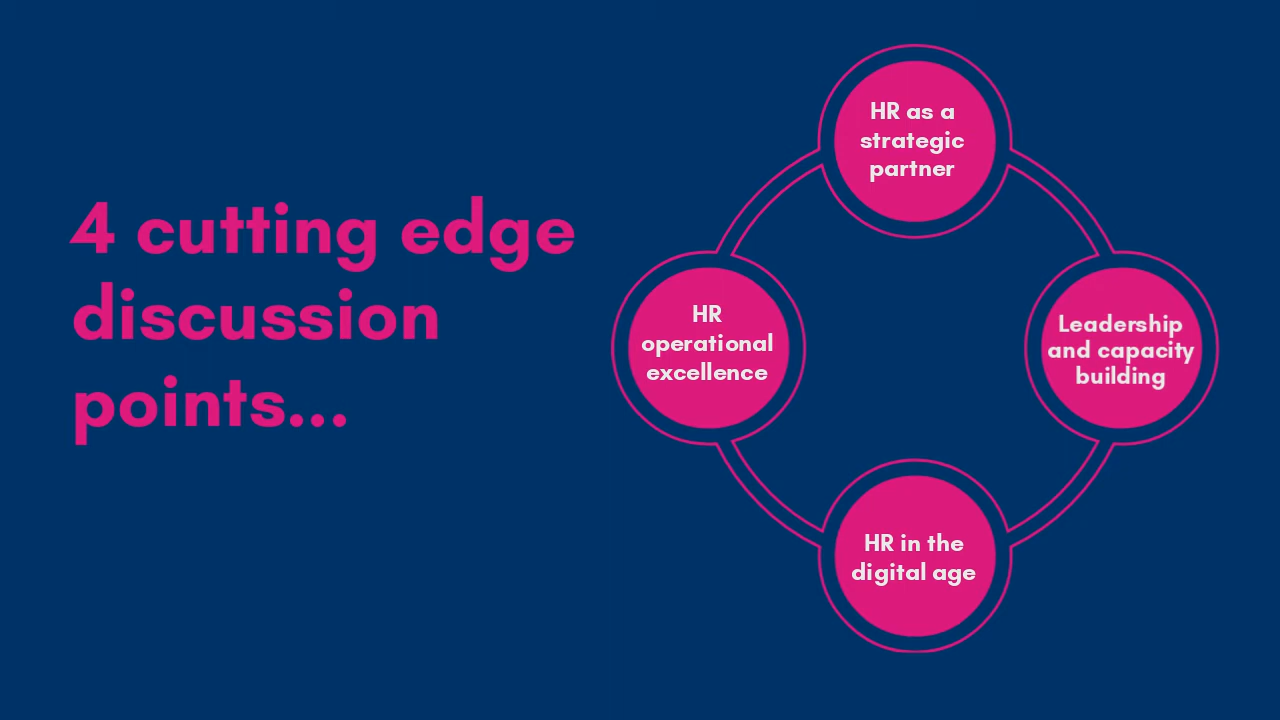 4 cutting edge
discussion
points...
HR as a
strategic
partner
HR
operational
excellence
Leadership
and capacity
building
HR in the
digital age